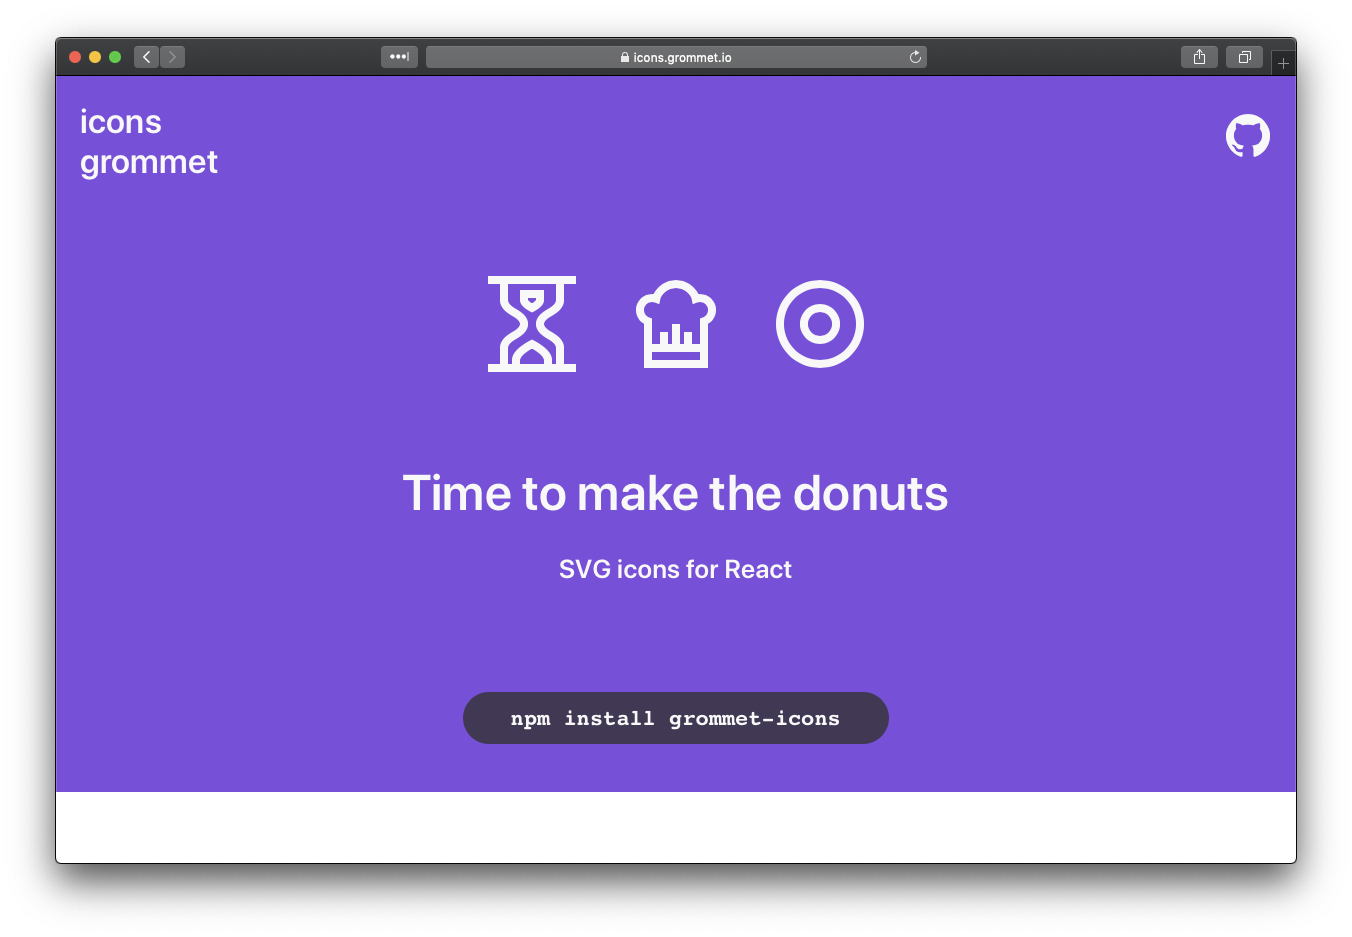 icons.grommet.io
icons
grommet
Time to make the donuts
SVG icons for React
npm install grommet-icons